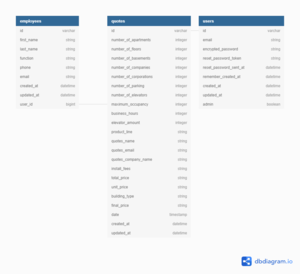 employees
id varchar
first_name string
last_name string
function string
phone string
email string
created_at datetime
updated_at datetime
user_id bigint
quotes
id varchar
number_of_apartments integer
number_of_floors integer
number_of_basements integer
number_of_companies integer
number_of_corporations integer
number_of_parking integer
number_of_elevators integer
maximum_occupancy integer
business_hours integer
elevator_amount integer
product_line string
quotes_name string
quotes_email string
quotes_company_name string
install_fees string
total_price string
unit_price string
building_type string
final_price string
date timestamp
created_at datetime
updated_at datetime
users
id varchar
email string
encrypted_password string
reset_password_token string
reset_password_sent_at datetime
remember_created_at datetime
created_at datetime
updated_at datetime
admin boolean
dbdiagram.io